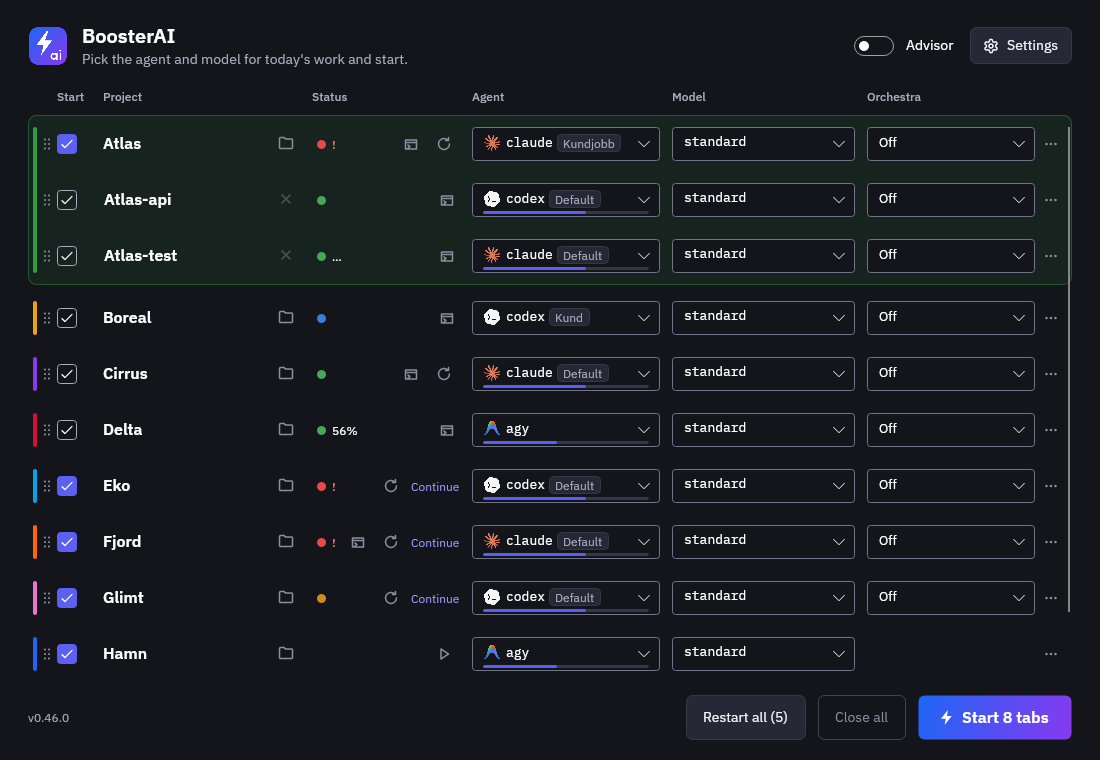 ai
BoosterAI
Pick the agent and model for today's work and start.
Advisor
Settings
Start Project Status Agent Model Orchestra
Atlas ! claude Kundjobb standard Off
Atlas-api codex Default standard Off
Atlas-test ... claude Default standard Off
Boreal codex Kund standard Off
Cirrus claude Default standard Off
Delta 56% agy standard Off
Eko ! Continue codex Default standard Off
Fjord ! Continue claude Default standard Off
Glimt Continue codex Default standard Off
Hamn agy standard
v0.46.0 Restart all (5) Close all Start 8 tabs